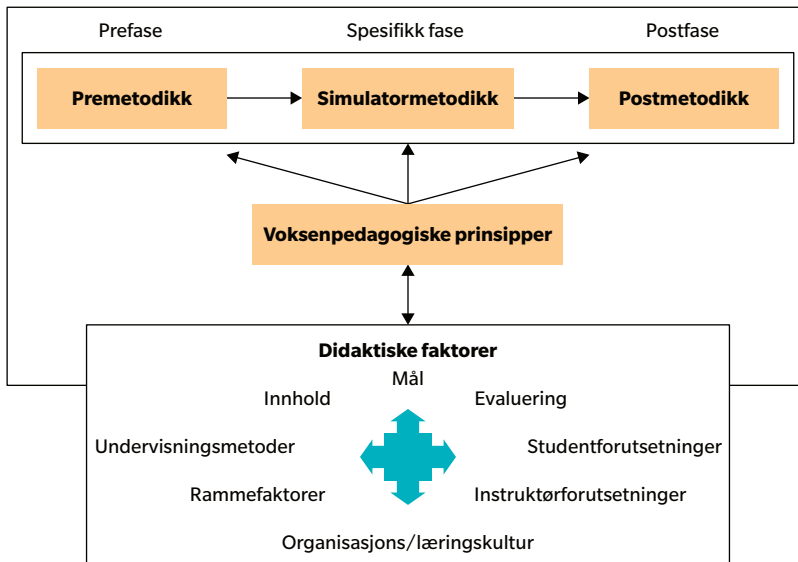 Prefase
Spesifikk fase
Postfase
Premetodikk
Simulatormetodikk
Postmetodikk
Voksenpedagogiske prinsipper
Didaktiske faktorer
Mål
Innhold
Evaluering
Undervisningsmetoder
Studentforutsetninger
Rammefaktorer
Instruktørforutsetninger
Organisasjons/læringskultur